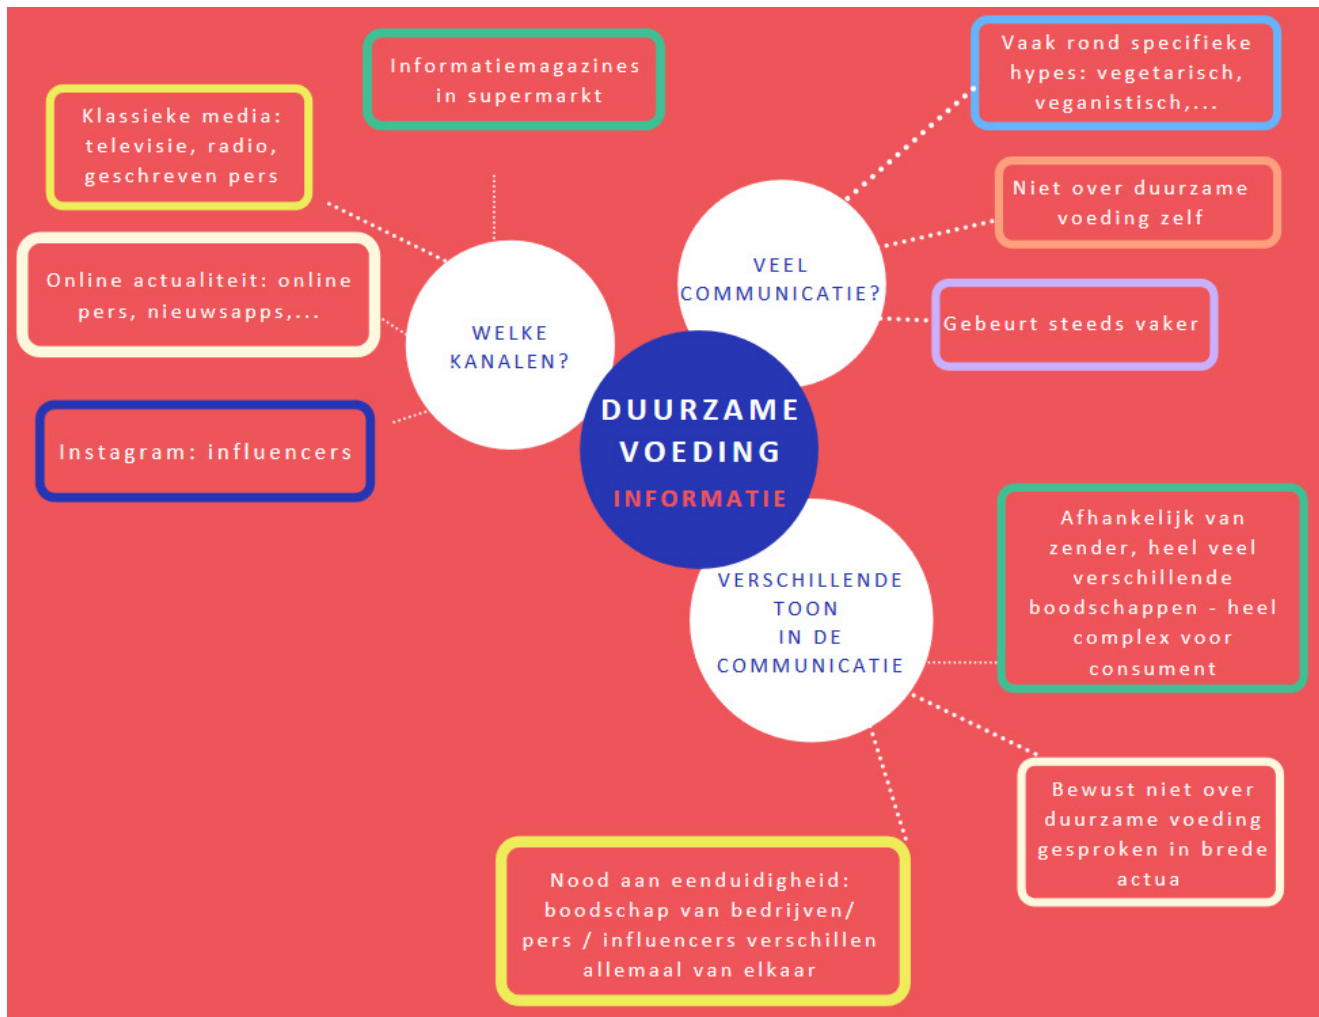 DUURZAME
VOEDING
INFORMATIE
WELKE
KANALEN?
Informatiemagazines
in supermarkt
Klassieke media:
televisie, radio,
geschreven pers
Online actualiteit: online
pers, nieuwsapps,...
Instagram: influencers
VEEL
COMMUNICATIE?
Vaak rond specifieke
hypes: vegetarisch,
veganistisch,...
Niet over duurzame
voeding zelf
Gebeurt steeds vaker
VERSCHILLENDE
TOON
IN DE
COMMUNICATIE
Afhankelijk van
zender, heel veel
verschillende
boodschappen - heel
complex voor
consument
Bewust niet over
duurzame voeding
gesproken in brede
actua
Nood aan eenduidigheid:
boodschap van bedrijven/
pers / influencers verschillen
allemaal van elkaar